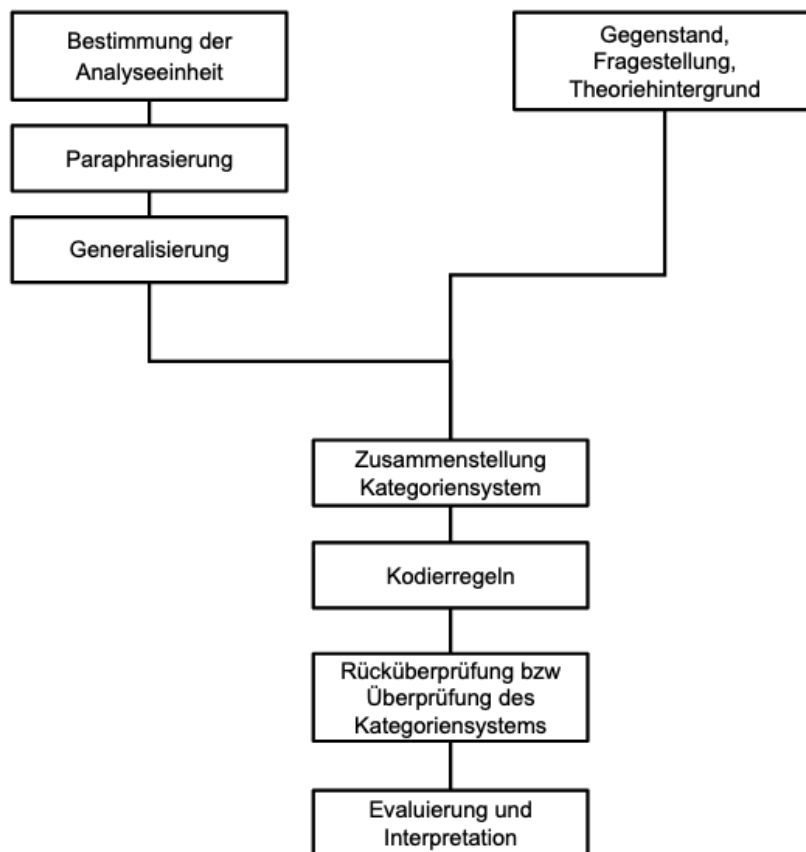 Bestimmung der
Analyseeinheit
Gegenstand,
Fragestellung,
Theoriehintergrund
Paraphrasierung
Generalisierung
Zusammenstellung
Kategoriensystem
Kodierregeln
Rücküberprüfung bzw
Überprüfung des
Kategoriensystems
Evaluierung und
Interpretation